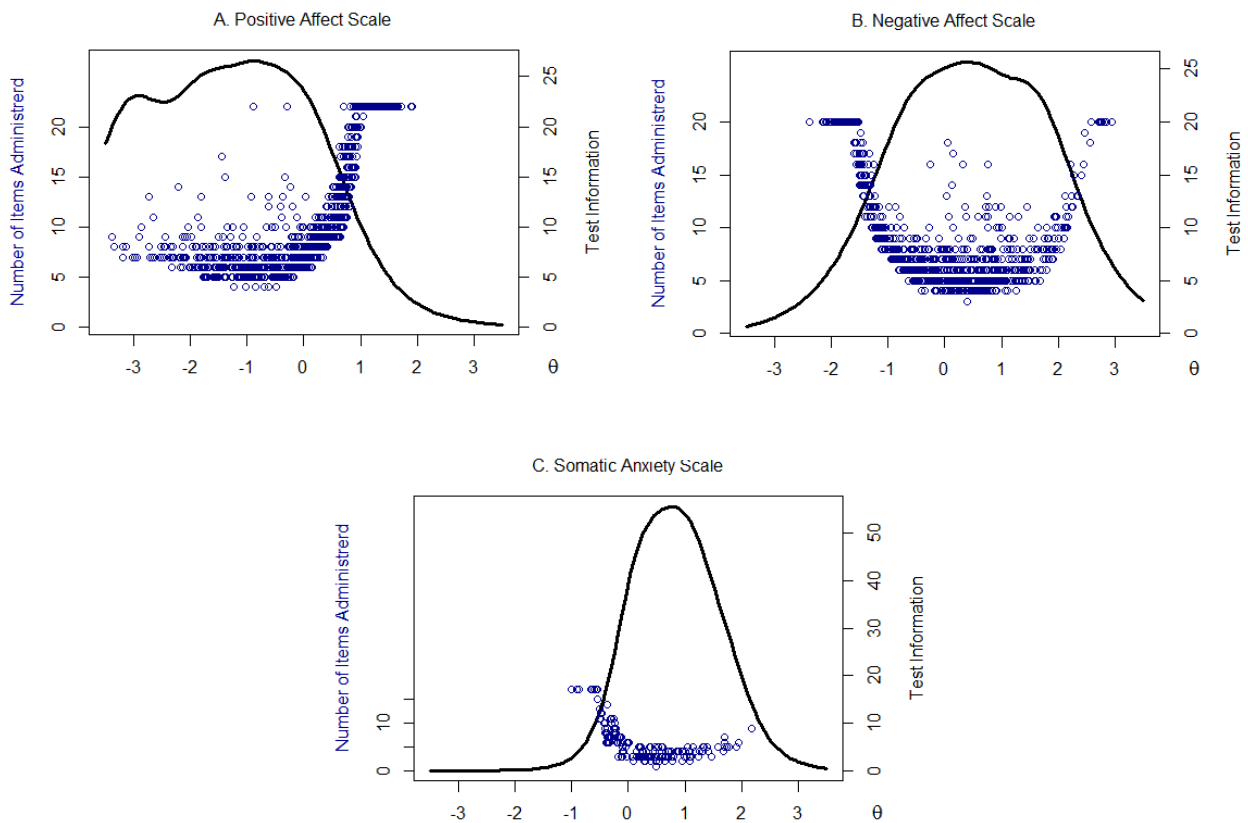 A. Positive Affect Scale
Number of Items Administrerd
20
15
10
5
0
25
20
15
10
5
0
Test Information
-3 -2 -1 0 1 2 3 θ
B. Negative Affect Scale
Number of Items Administrerd
20
15
10
5
0
25
20
15
10
5
0
Test Information
-3 -2 -1 0 1 2 3 θ
C. Somatic Anxiety Scale
Number of Items Administrerd
10
0
50
40
30
20
10
0
Test Information
-3 -2 -1 0 1 2 3 θ